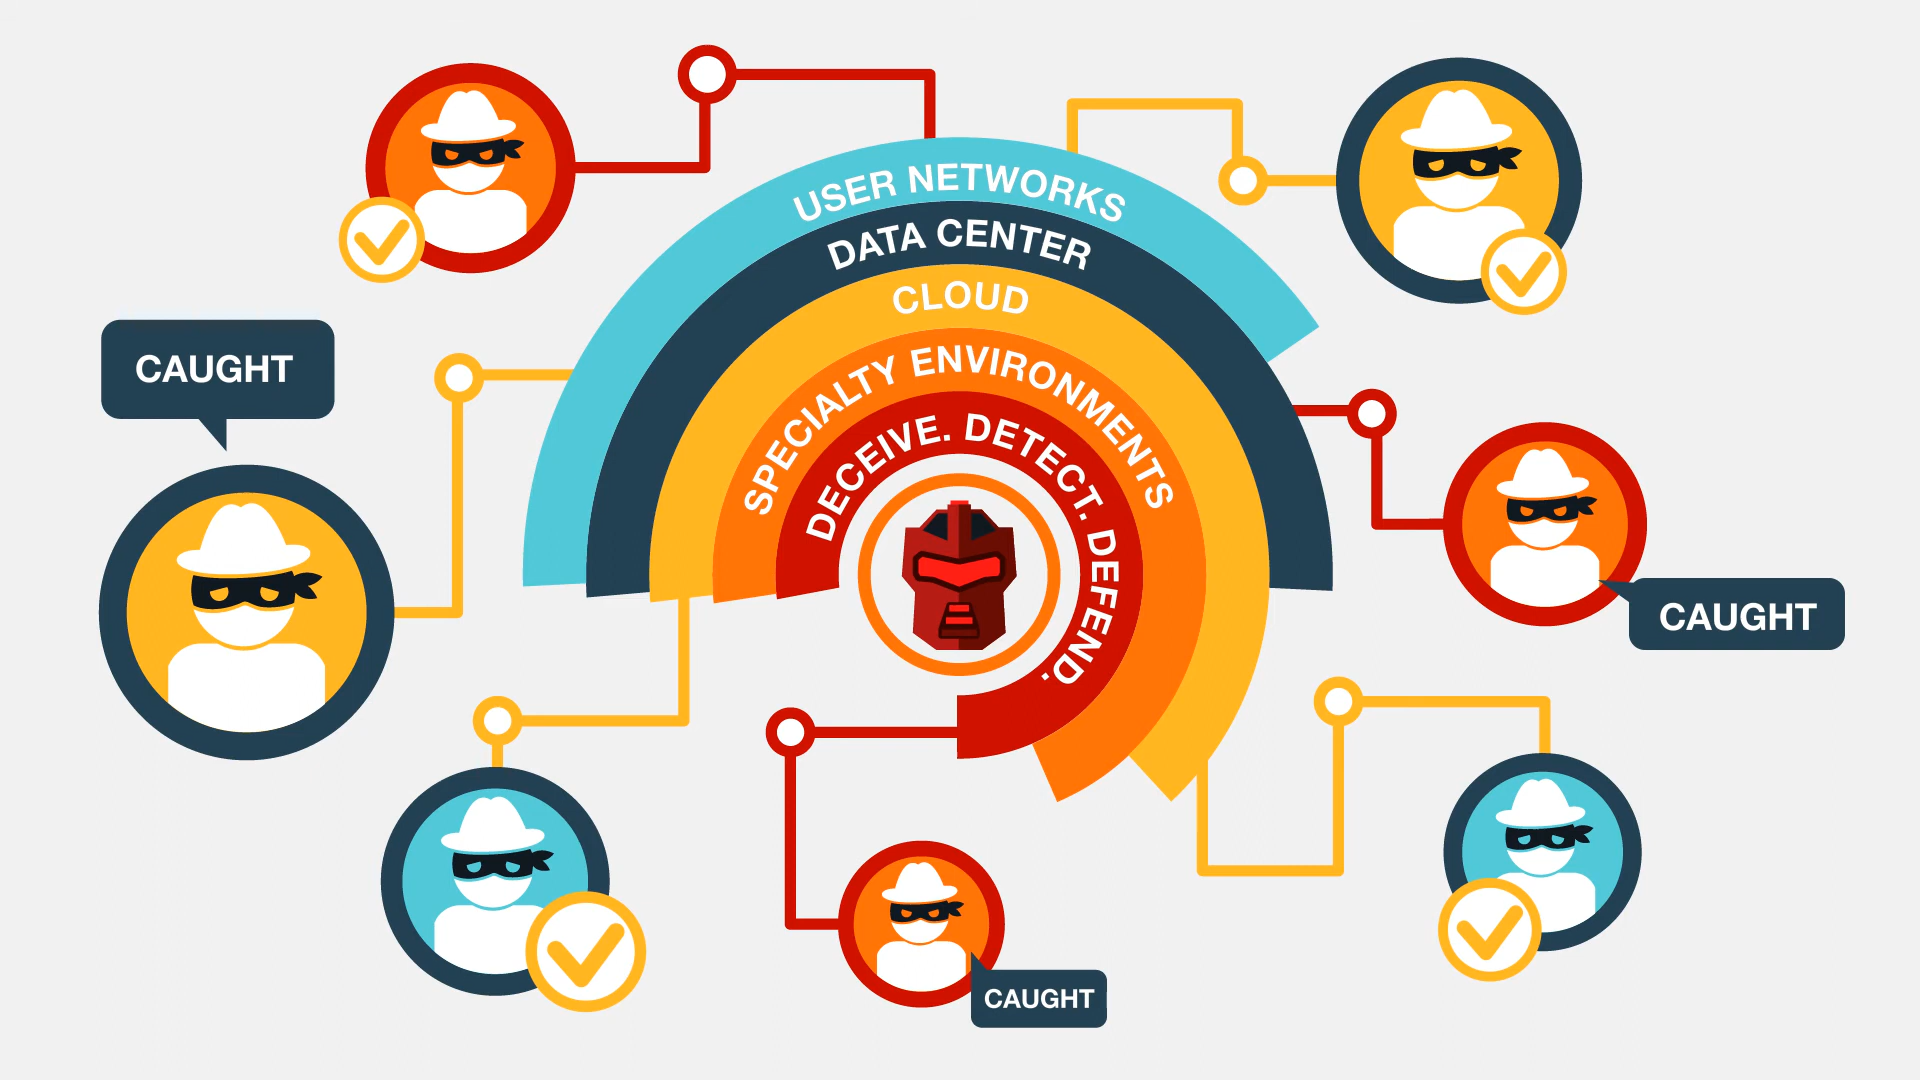 USER NETWORKS
DATA CENTER
CLOUD
SPECIALTY ENVIRONMENTS
DECEIVE. DETECT. DEFEND.
CAUGHT
CAUGHT
CAUGHT